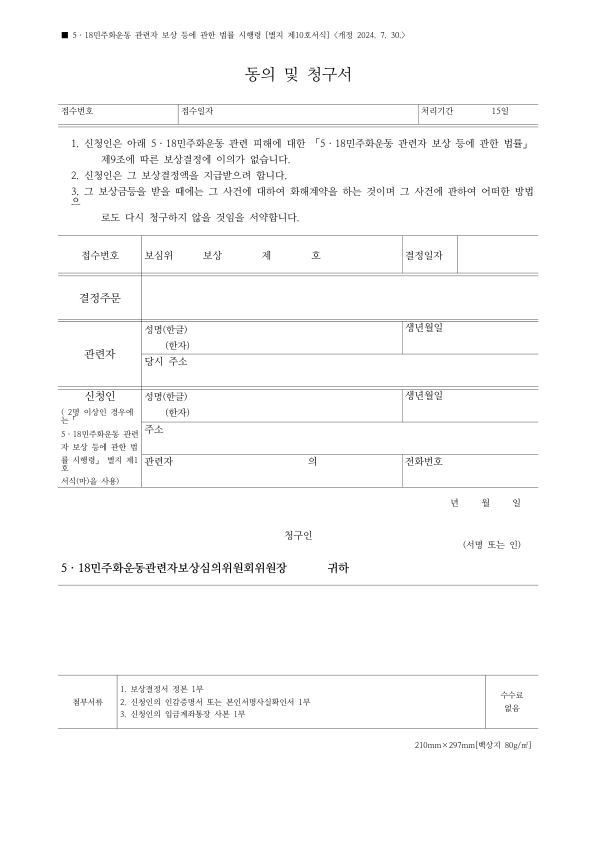 ■ 5ㆍ18민주화운동 관련자 보상 등에 관한 법률 시행령 [별지 제10호서식] <개정 2024. 7. 30.>
동의 및 청구서
접수번호 접수일자 처리기간 15일
1. 신청인은 아래 5ㆍ18민주화운동 관련 피해에 대한 「5ㆍ18민주화운동 관련자 보상 등에 관한 법률」
제9조에 따른 보상결정에 이의가 없습니다.
2. 신청인은 그 보상결정액을 지급받으려 합니다.
3. 그 보상금등을 받을 때에는 그 사건에 대하여 화해계약을 하는 것이며 그 사건에 관하여 어떠한 방법
으
로도 다시 청구하지 않을 것임을 서약합니다.
접수번호 보심위 보상 제 호 결정일자
결정주문
관련자
성명(한글) 생년월일
(한자)
당시 주소
신청인
( 2명 이상인 경우에
는「
5ㆍ18민주화운동 관련
자 보상 등에 관한 법
률 시행령」 별지 제1
호
서식(마)을 사용)
성명(한글) 생년월일
(한자)
주소
관련자 의 전화번호
년 월 일
청구인
(서명 또는 인)
5ㆍ18민주화운동관련자보상심의위원회위원장 귀하
첨부서류
1. 보상결정서 정본 1부
2. 신청인의 인감증명서 또는 본인서명사실확인서 1부
3. 신청인의 입금계좌통장 사본 1부
수수료
없음
210mm×297mm[백상지 80g/㎡]